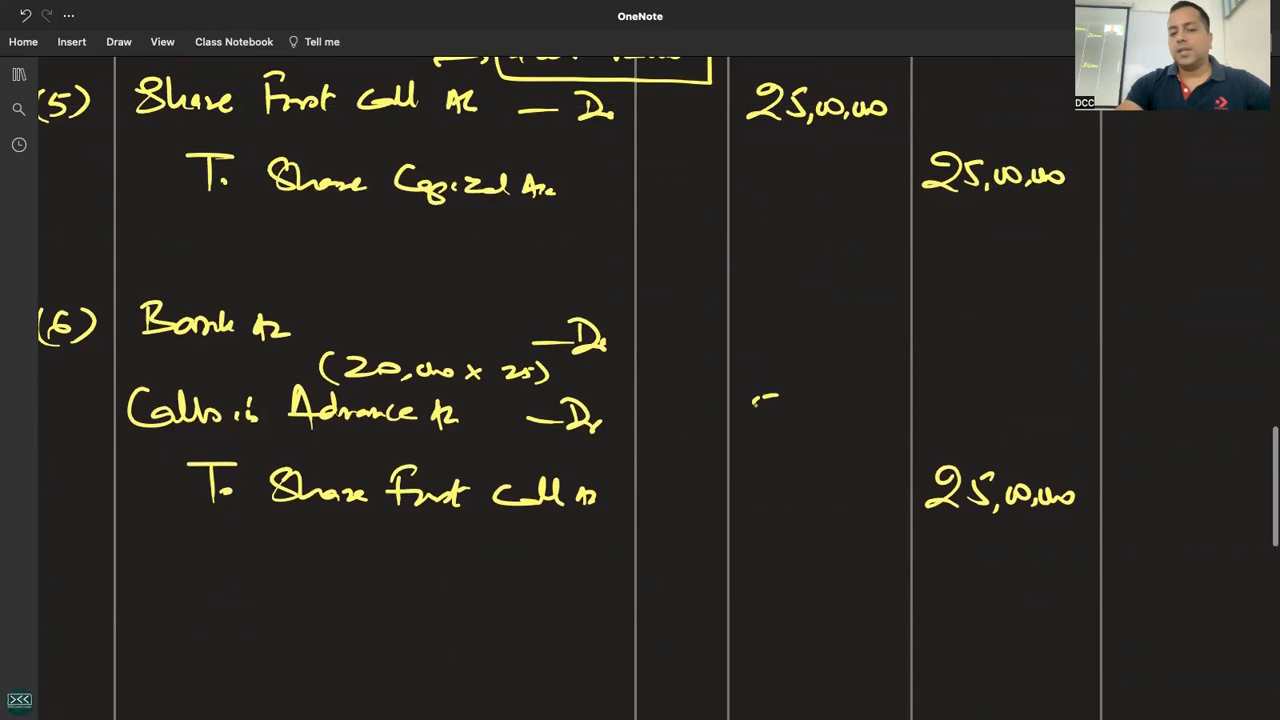 OneNote
Home Insert Draw View Class Notebook Tell me
(5) Share First Call A/c — Dr 25,00,000
To Share Capital A/c 25,00,000
(6) Bank A/c — Dr
(20,000 x 25)
Calls in Advance A/c — Dr
To Share First Call A/c 25,00,000
DCC